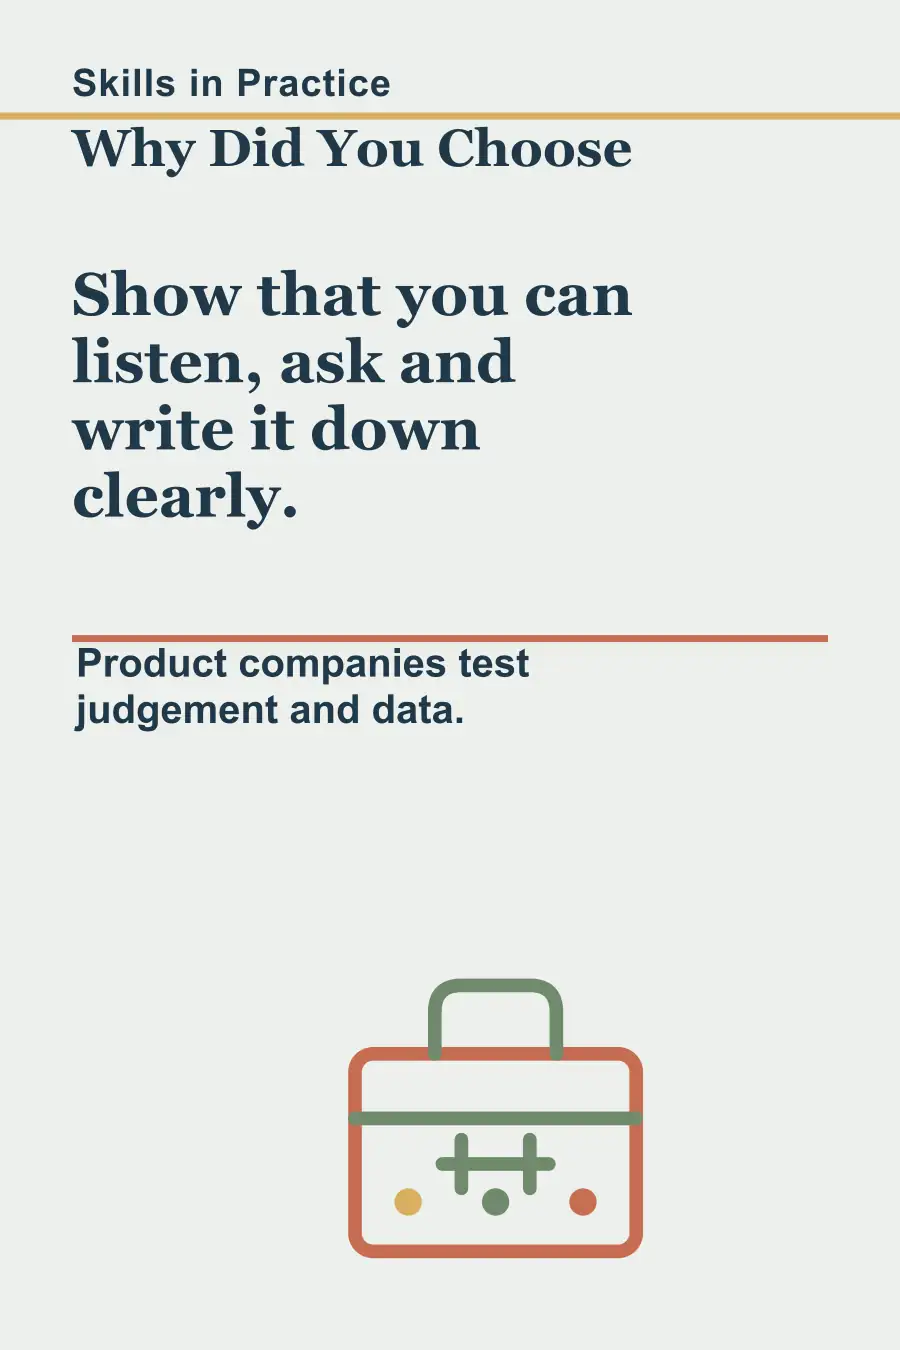 Skills in Practice
Why Did You Choose
Show that you can
listen, ask and
write it down
clearly.
Product companies test
judgement and data.